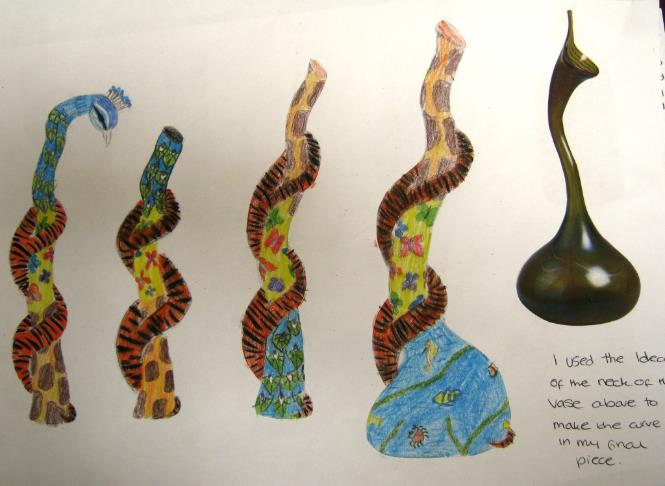 I used the Idea
of the neck of
vase above to
make the curve
in my final
piece.